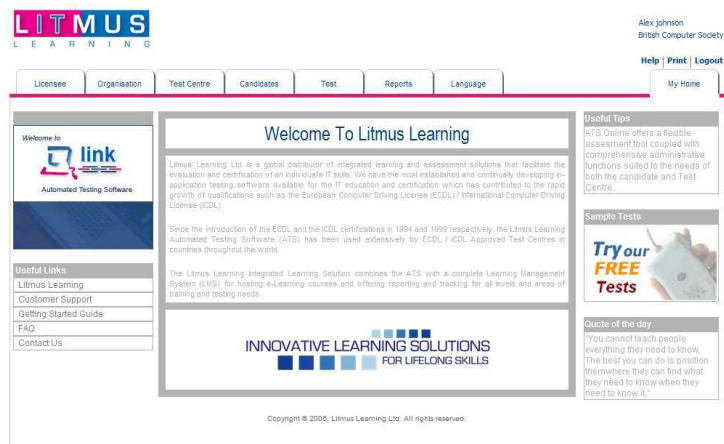 LITMUS
LEARNING
Alex johnson
British Computer Society
Help | Print | Logout
Licensee
Organisation
Test Centre
Candidates
Test
Reports
Language
My Home
Welcome to
link
Automated Testing Software
Useful Links
Litmus Learning
Customer Support
Getting Started Guide
FAQ
Contact Us
Welcome To Litmus Learning
Litmus Learning Ltd is a global distributor of integrated learning and assessment solutions that facilitate the
evaluation and certification of an individual's IT skills. We have the most established and continually developing in-
application testing software available for the IT education and certification which has contributed to the rapid
growth of qualifications such as the European Computer Driving License (ECDL) / International Computer Driving
License (ICDL).
Since the introduction of the ECDL and the ICDL certifications in 1994 and 1999 respectively, the Litmus Learning
Automated Testing Software (ATS) has been used extensively by ECDL / ICDL Approved Test Centres in
countries throughout the world.
The Litmus Learning Integrated Learning Solution combines the ATS with a complete Learning Management
System (LMS) for hosting e-Learning courses and offering reporting and tracking for all levels and areas of
training and testing needs.
INNOVATIVE LEARNING SOLUTIONS
FOR LIFELONG SKILLS
Useful Tips
ATS Online offers a flexible
assesment tool coupled with
comprehensive administrative
functions suited to the needs of
both the candidate and Test
Centre.
Sample Tests
Try our
FREE
Tests
Quote of the day
"You cannot teach people
everything they need to know.
The best you can do is position
themwhere they can find what
they need to know when they
need to know it."
Copyright © 2006. Litmus Learning Ltd. All rights reserved.